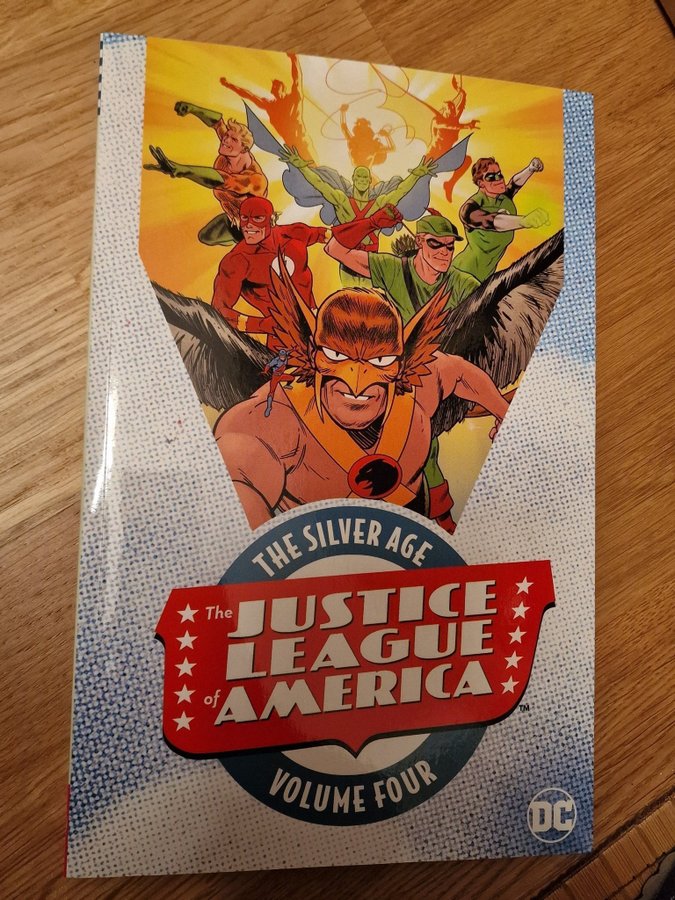 THE SILVER AGE
The JUSTICE
LEAGUE
of AMERICA
TM
VOLUME FOUR
DC